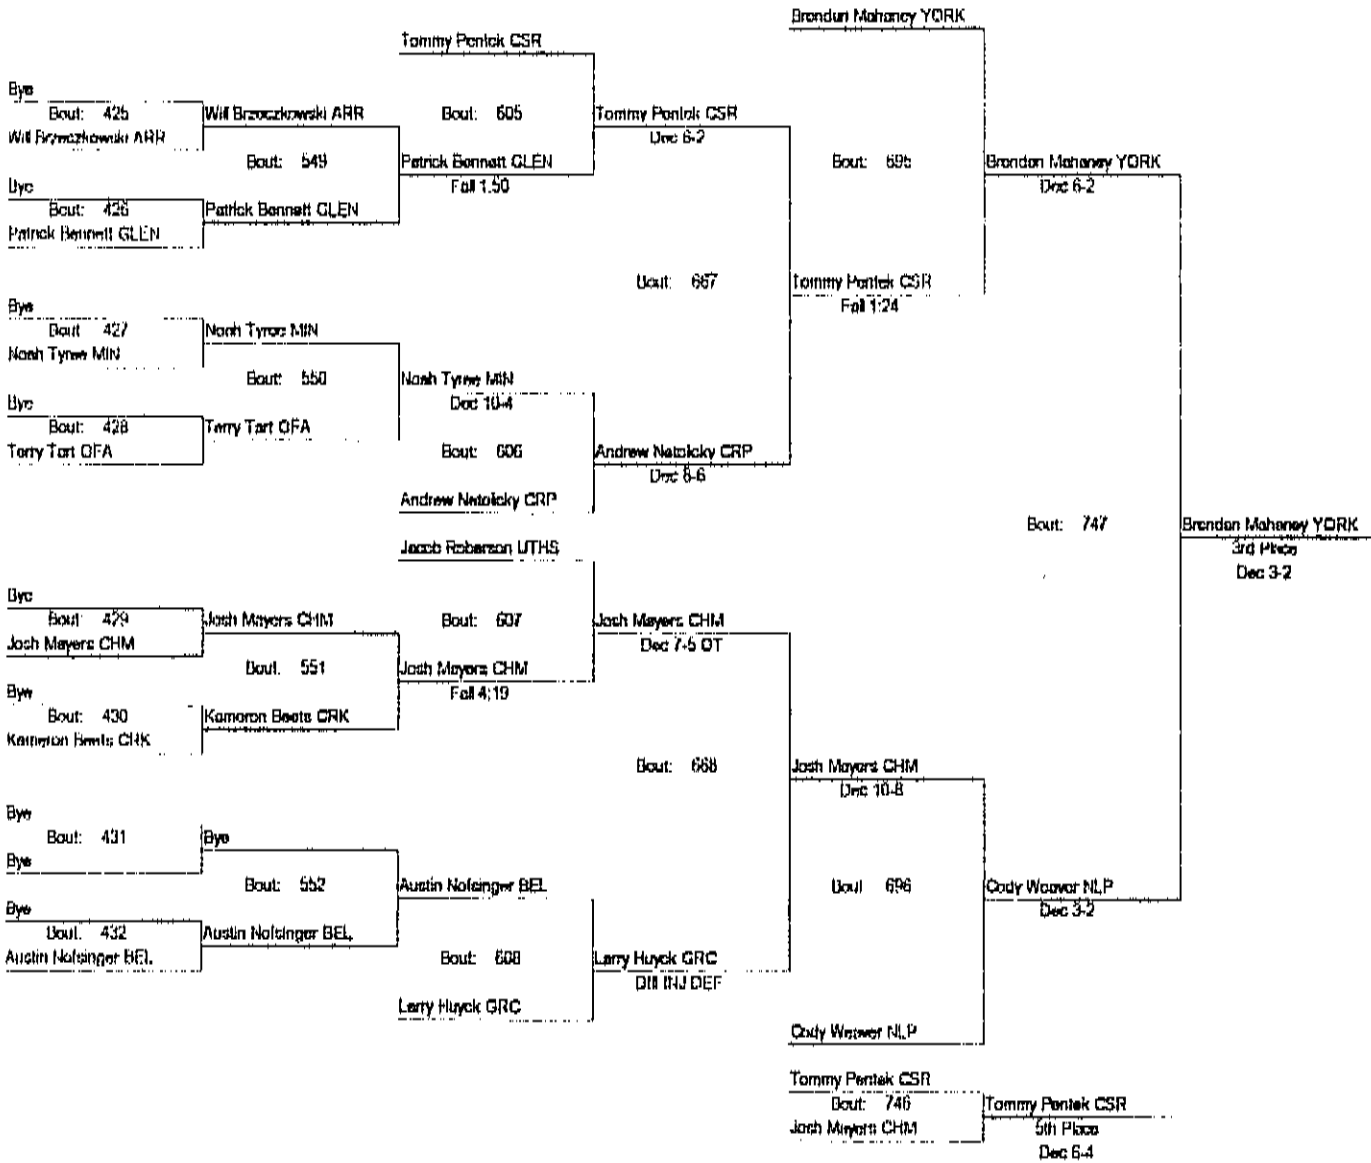 Brendan Mahaney YORK
Tommy Pentek CSR
Bye
Bout: 425
Will Brzeczkowski ARR
Will Brzeczkowski ARR
Bout: 605
Tommy Pentek CSR
Dec 6-2
Bout: 549
Patrick Bennett GLEN
Fall 1:50
Bout: 695
Brendan Mahaney YORK
Dec 6-2
Bye
Bout: 426
Patrick Bennett GLEN
Patrick Bennett GLEN
Bout: 667
Tommy Pentek CSR
Fall 1:24
Bye
Bout 427
Noah Tyree MIN
Noah Tyree MIN
Bout: 550
Noah Tyree MIN
Dec 10-4
Bye
Bout: 428
Terry Tart OFA
Terry Tart OFA
Bout: 606
Andrew Netolicky CRP
Dec 8-6
Andrew Netolicky CRP
Bout: 747
Brendan Mahaney YORK
3rd Place
Dec 3-2
Jacob Roberson UTHS
Bye
Bout: 429
Josh Mayers CHM
Josh Mayers CHM
Bout: 607
Josh Mayers CHM
Dec 7-5 OT
Bout: 551
Josh Mayers CHM
Fall 4:19
Bye
Bout: 430
Kameron Beets CRK
Kameron Beets CRK
Bout: 668
Josh Mayers CHM
Dec 10-8
Bye
Bout: 431
Bye
Bye
Bout: 552
Austin Nofsinger BEL
Bout 696
Cody Weaver NLP
Dec 3-2
Bye
Bout: 432
Austin Nofsinger BEL
Austin Nofsinger BEL
Bout: 608
Larry Huyck GRC
INJ DEF
Larry Huyck GRC
Cody Weaver NLP
Tommy Pentek CSR
Bout: 746
Josh Mayers CHM
Tommy Pentek CSR
5th Place
Dec 6-4